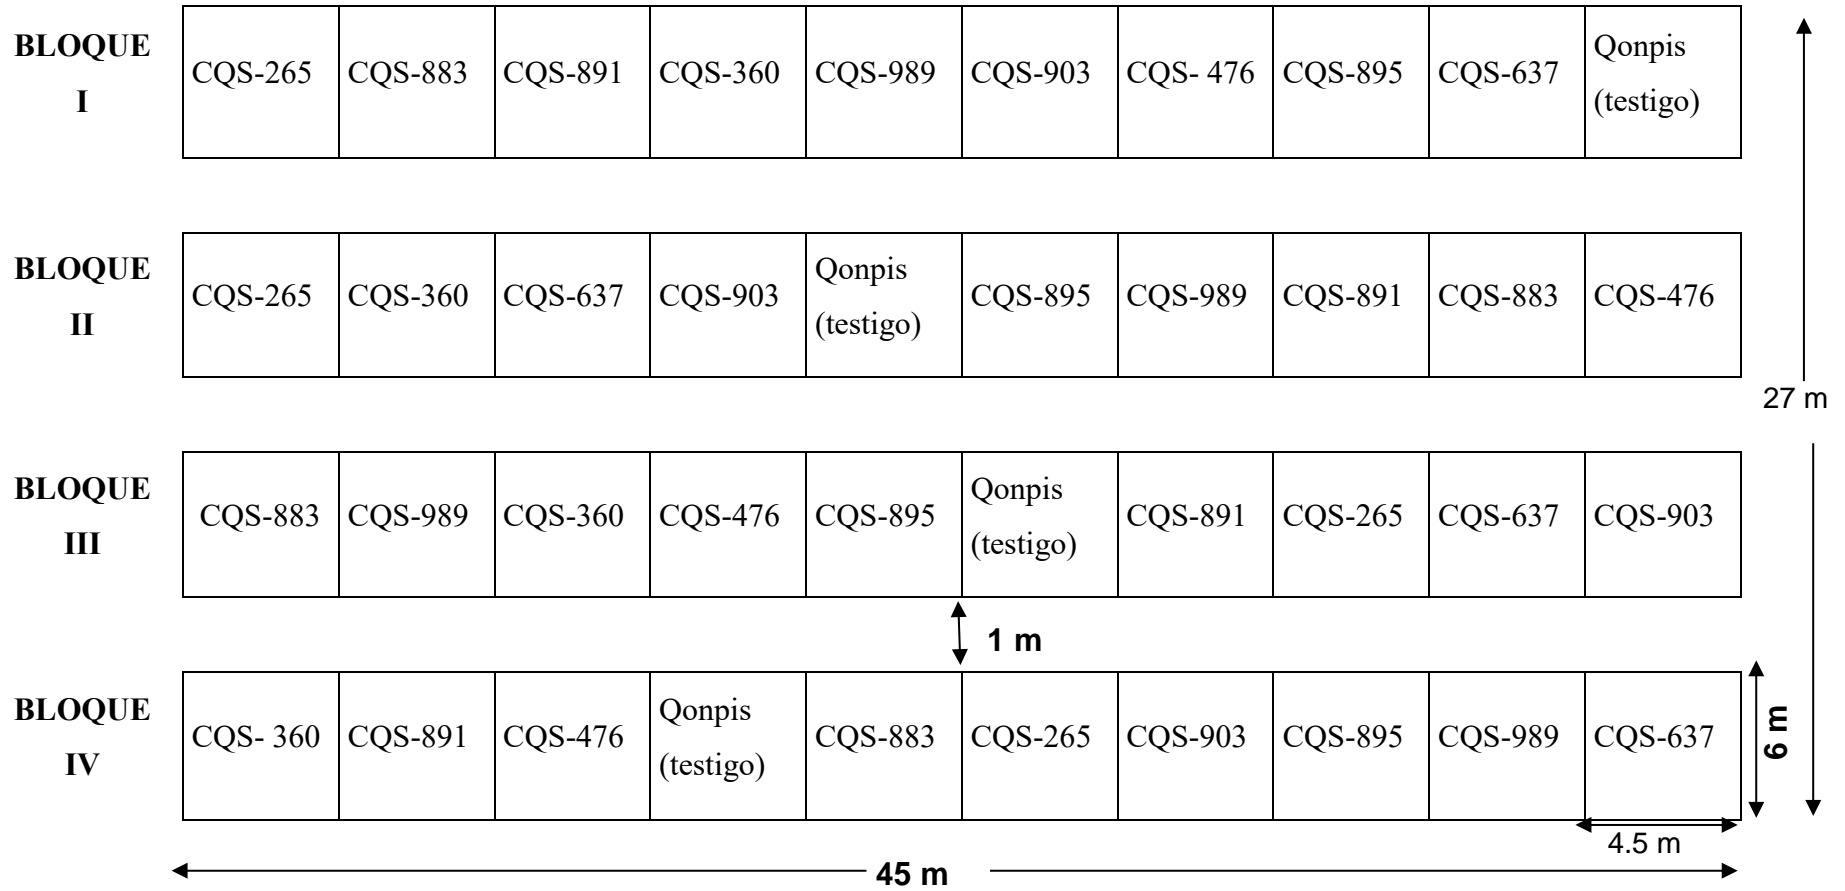 BLOQUE
I
CQS-265 CQS-883 CQS-891 CQS-360 CQS-989 CQS-903 CQS- 476 CQS-895 CQS-637 Qonpis
(testigo)
BLOQUE
II
CQS-265 CQS-360 CQS-637 CQS-903 Qonpis
(testigo)
CQS-895 CQS-989 CQS-891 CQS-883 CQS-476
27 m
BLOQUE
III
CQS-883 CQS-989 CQS-360 CQS-476 CQS-895 Qonpis
(testigo)
CQS-891 CQS-265 CQS-637 CQS-903
1 m
BLOQUE
IV
CQS- 360 CQS-891 CQS-476 Qonpis
(testigo)
CQS-883 CQS-265 CQS-903 CQS-895 CQS-989 CQS-637
6 m
4.5 m
45 m